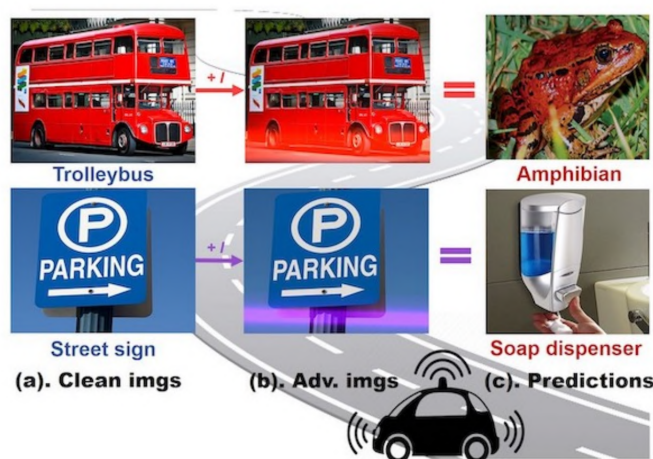 + l
Trolleybus
Amphibian
P
PARKING
+ l
P
PARKING
Street sign
Soap dispenser
(a). Clean imgs
(b). Adv. imgs
(c). Predictions